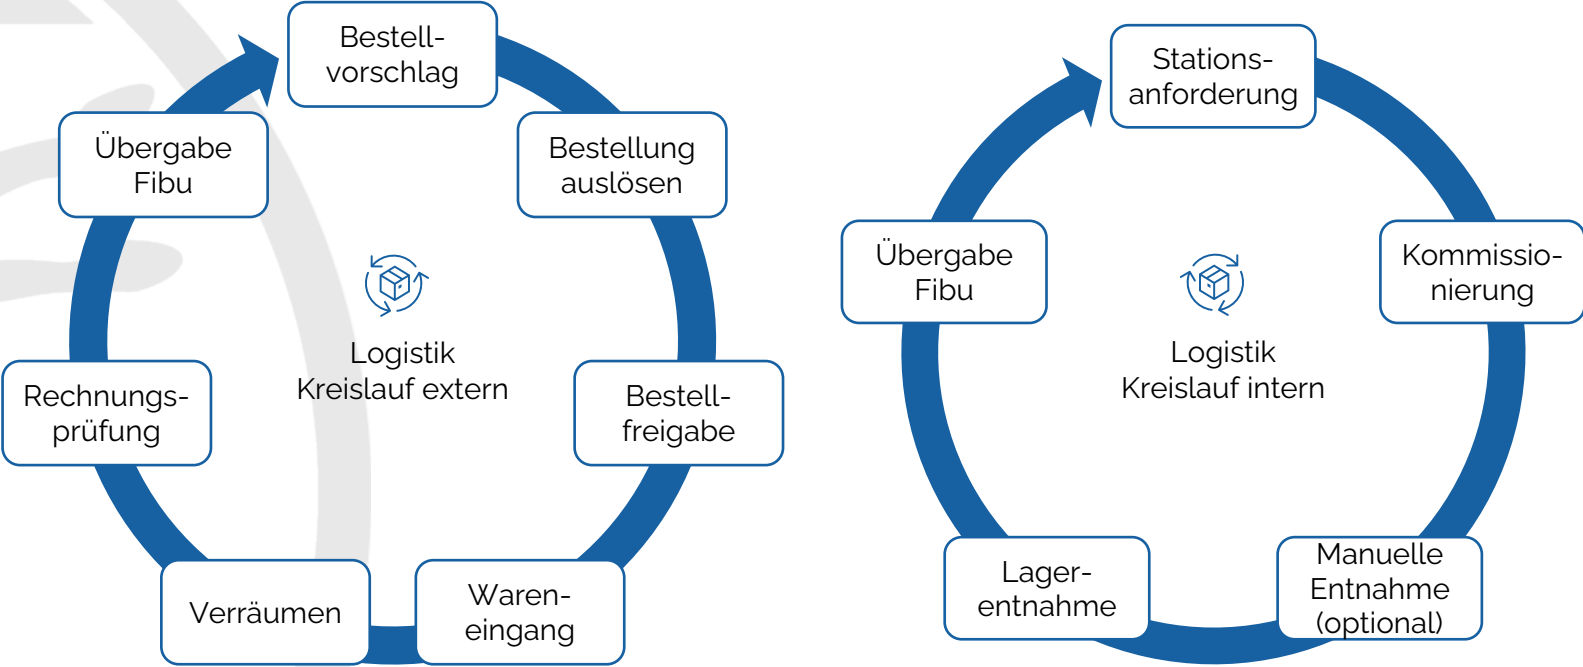 Bestell-
vorschlag
Bestellung
auslösen
Bestell-
freigabe
Waren-
eingang
Verräumen
Rechnungs-
prüfung
Übergabe
Fibu
Logistik
Kreislauf extern
Stations-
anforderung
Kommissio-
nierung
Manuelle
Entnahme
(optional)
Lager-
entnahme
Übergabe
Fibu
Logistik
Kreislauf intern